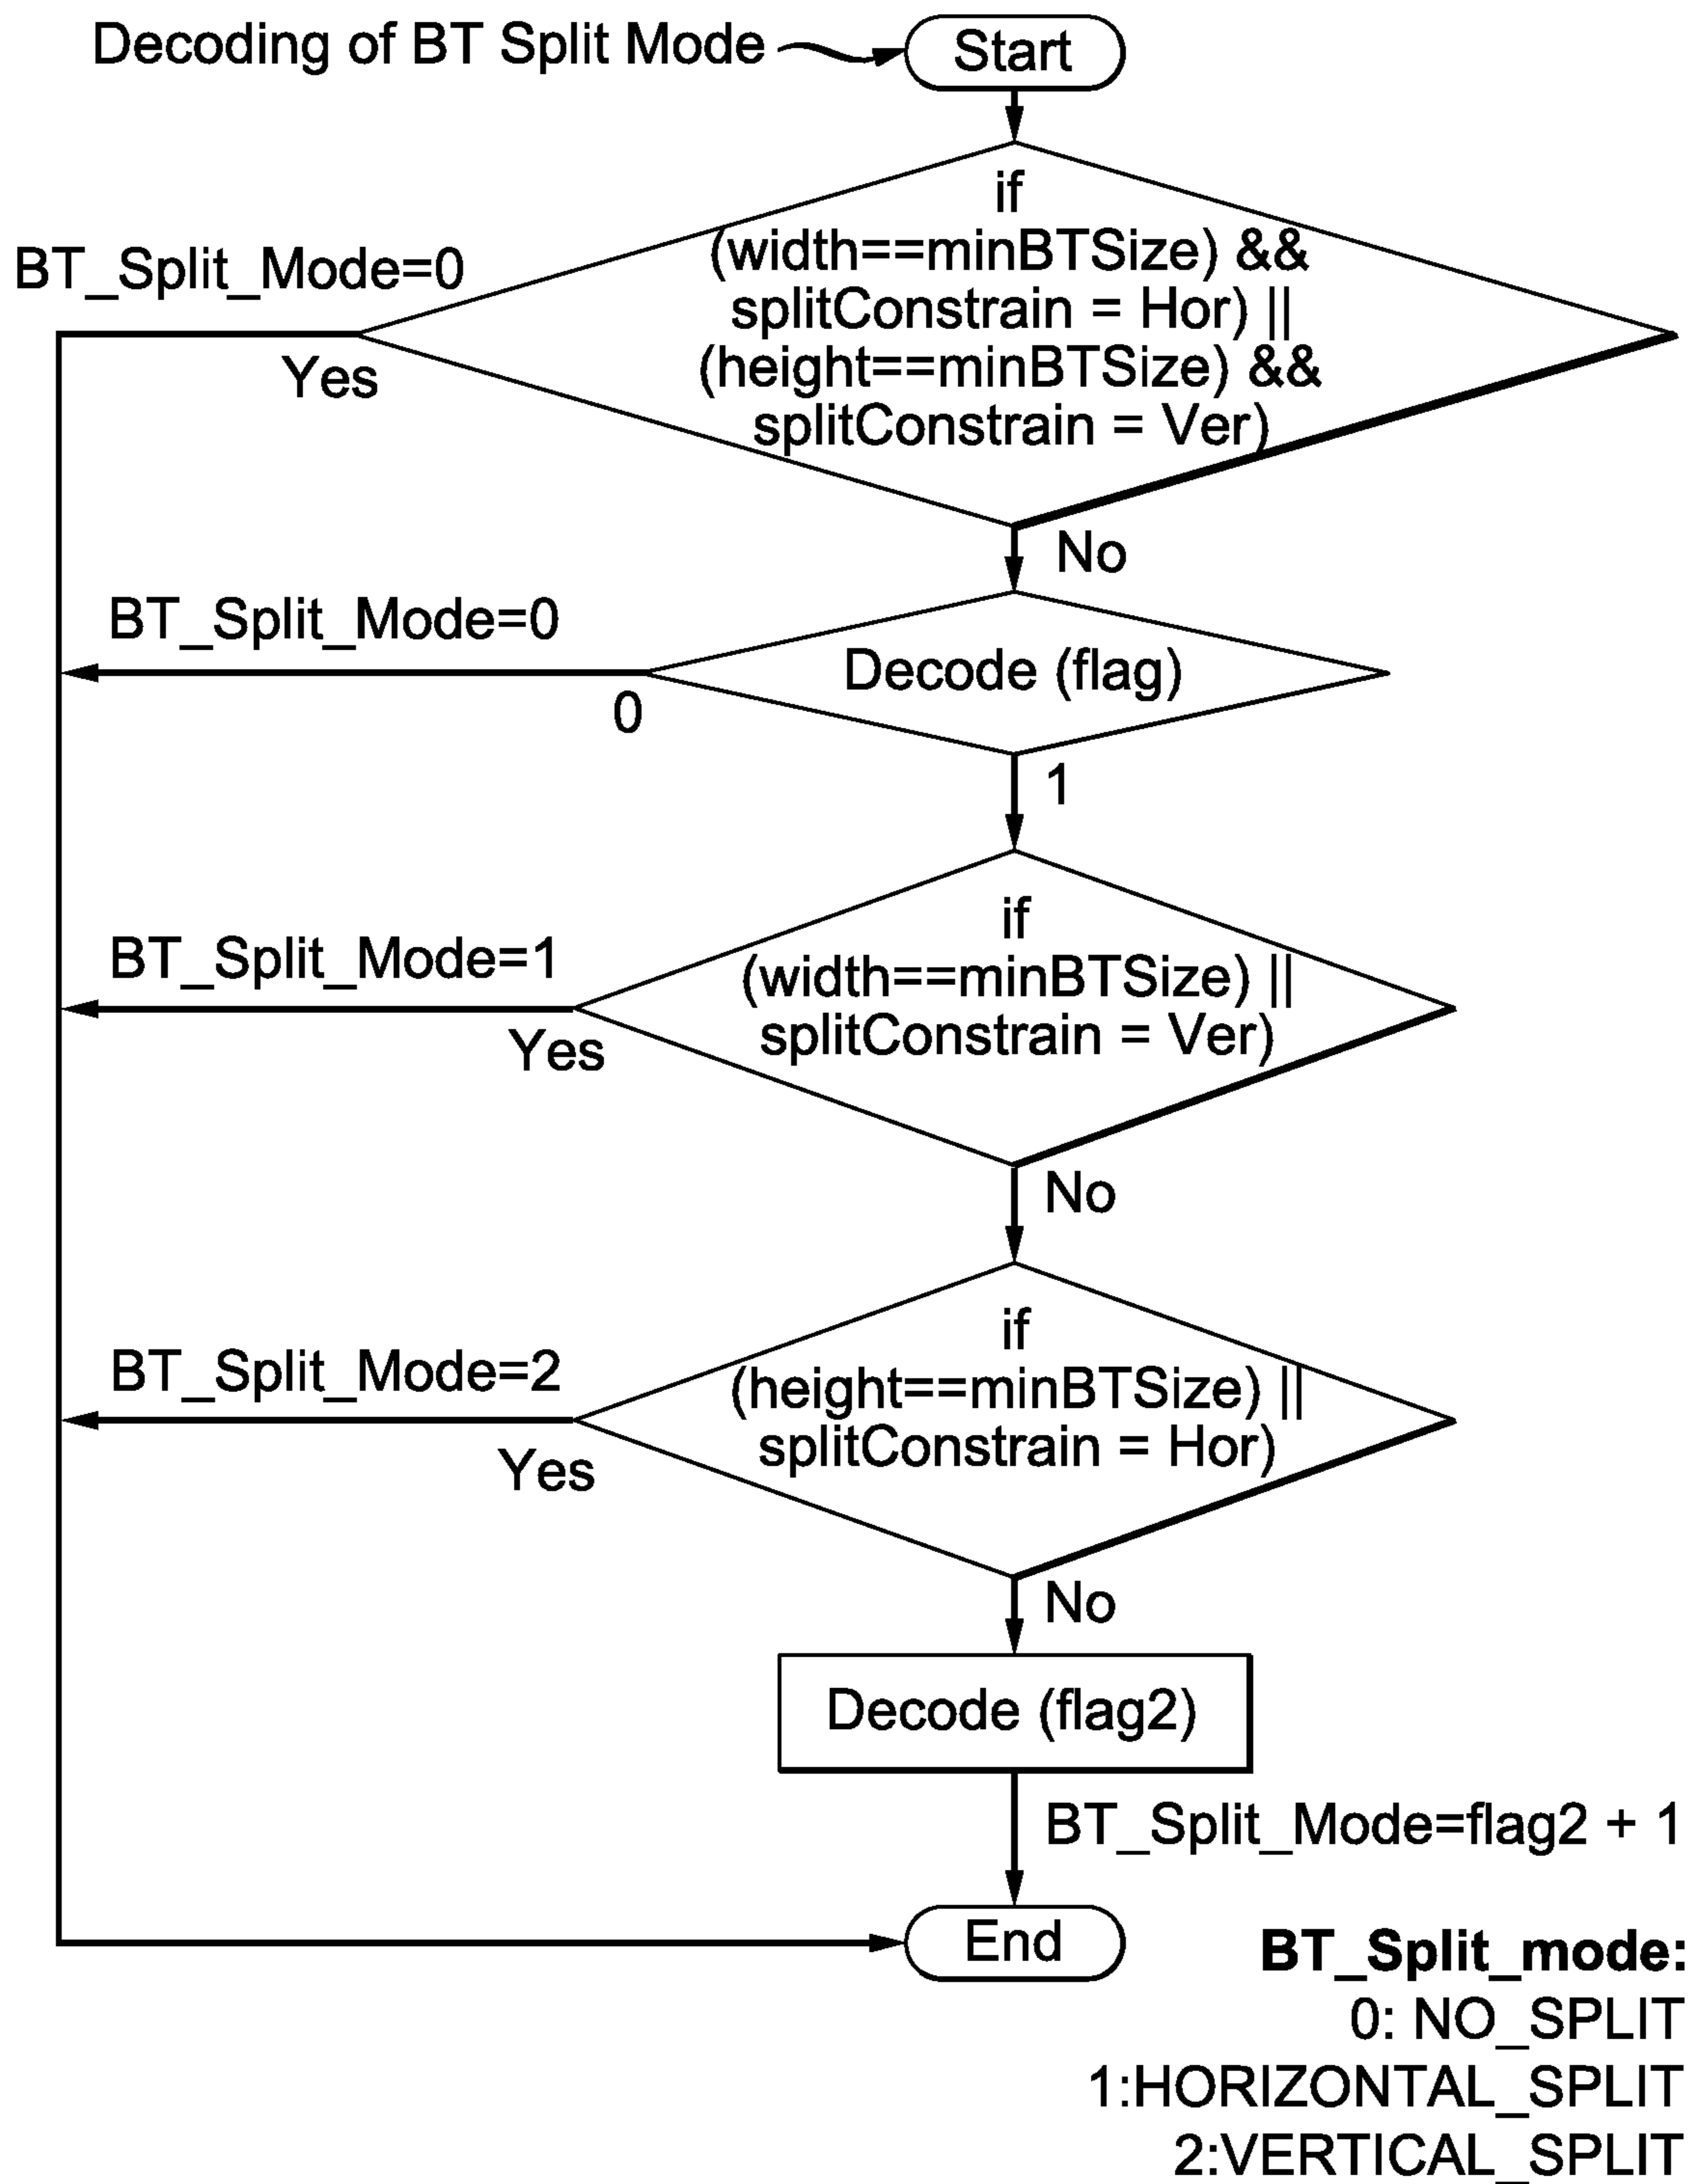 Decoding of BT Split Mode
Start
if
(width==minBTSize) &&
splitConstrain = Hor) ||
(height==minBTSize) &&
splitConstrain = Ver)
BT_Split_Mode=0
Yes
No
Decode (flag)
BT_Split_Mode=0
0
1
if
(width==minBTSize) ||
splitConstrain = Ver)
BT_Split_Mode=1
Yes
No
if
(height==minBTSize) ||
splitConstrain = Hor)
BT_Split_Mode=2
Yes
No
Decode (flag2)
BT_Split_Mode=flag2 + 1
End
BT_Split_mode:
0: NO_SPLIT
1:HORIZONTAL_SPLIT
2:VERTICAL_SPLIT